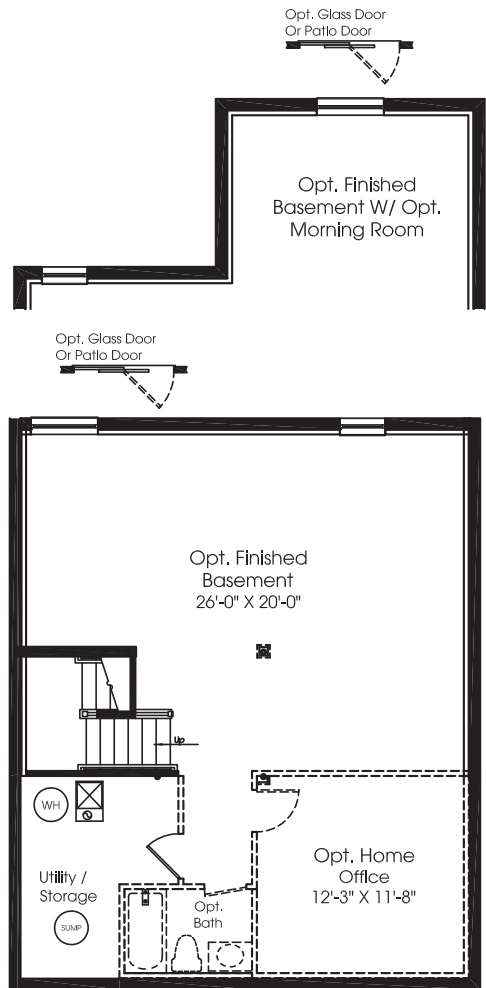 Opt. Glass Door
Or Patio Door
Opt. Finished
Basement W/ Opt.
Morning Room
Opt. Glass Door
Or Patio Door
Opt. Finished
Basement
26'-0" X 20'-0"
Up
WH
Utility /
Storage
SUMP
Opt.
Bath
Opt. Home
Office
12'-3" X 11'-8"